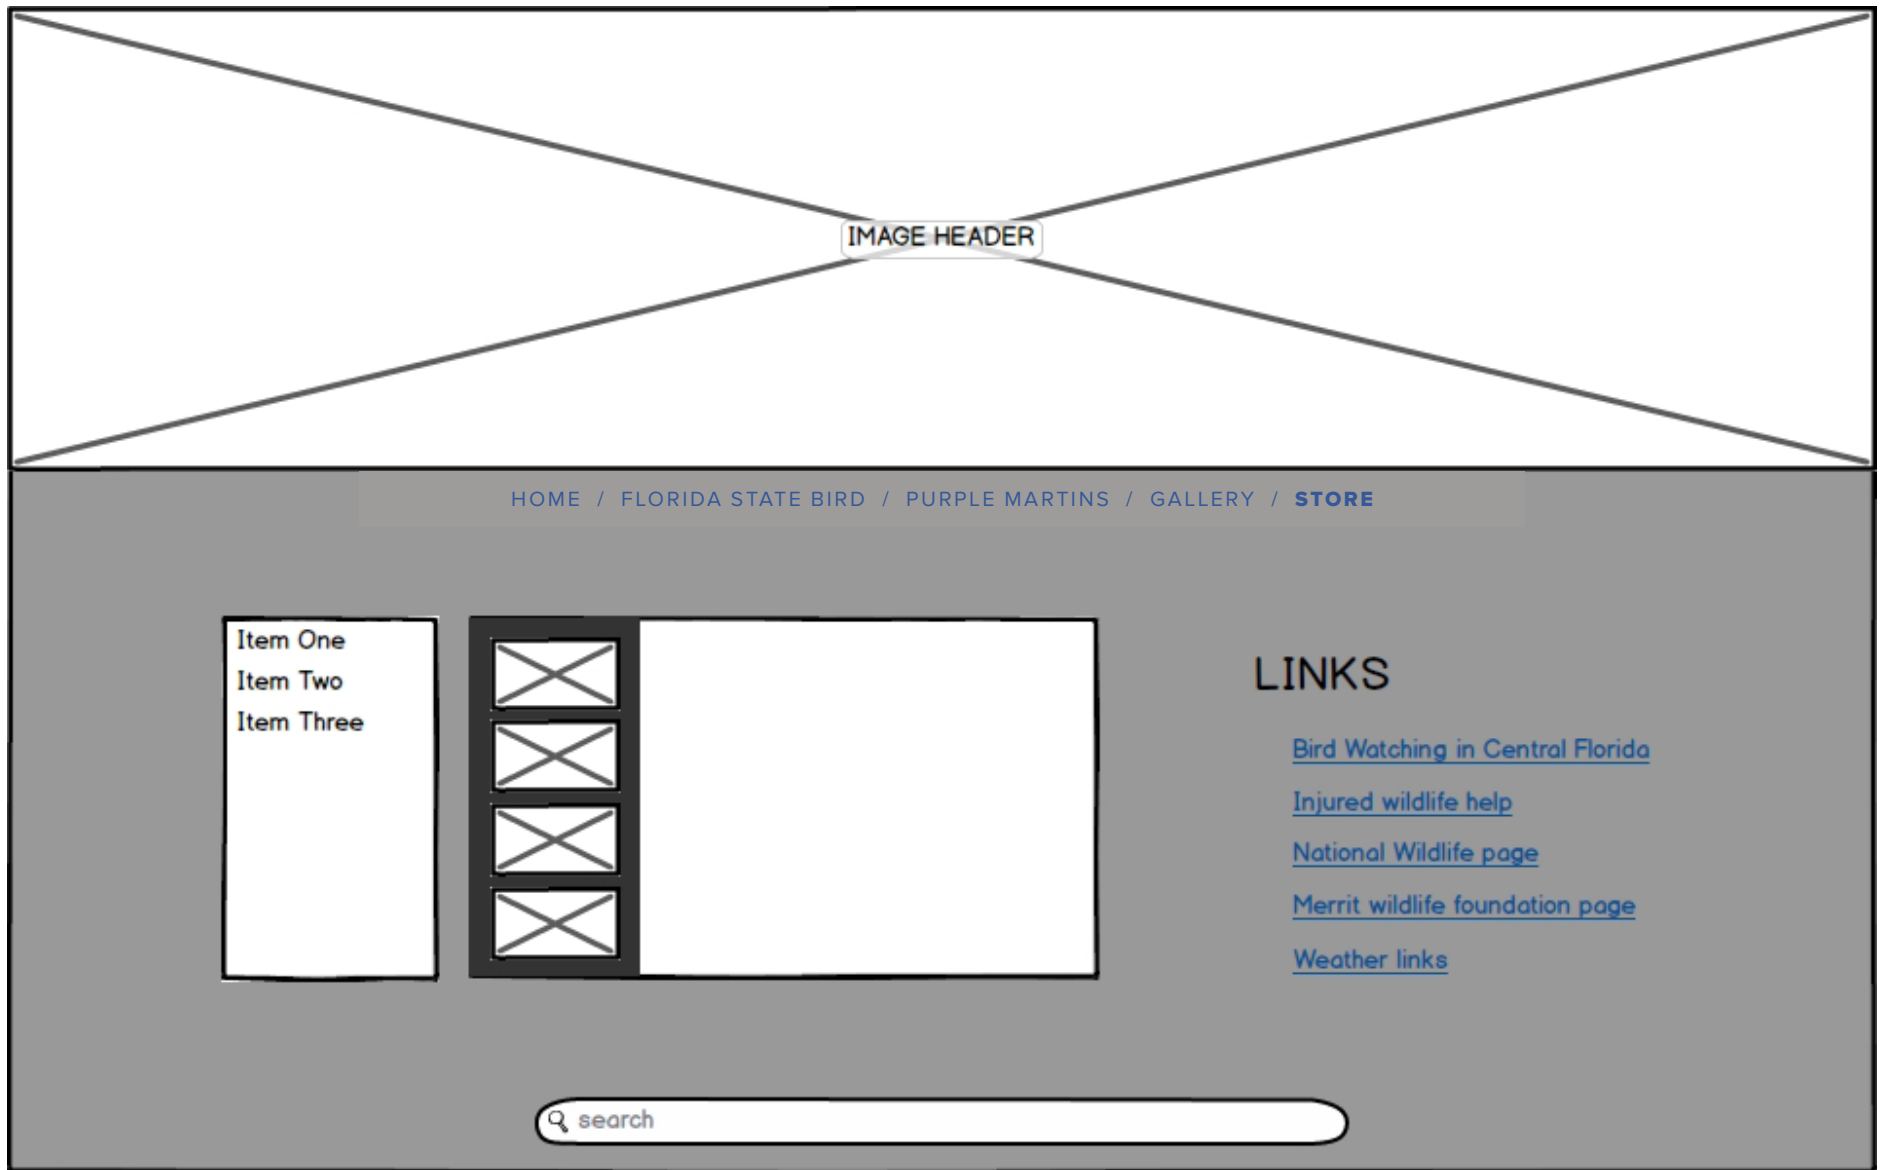 IMAGE HEADER
HOME / FLORIDA STATE BIRD / PURPLE MARTINS / GALLERY / STORE
Item One
Item Two
Item Three
LINKS
Bird Watching in Central Florida
Injured wildlife help
National Wildlife page
Merrit wildlife foundation page
Weather links
search